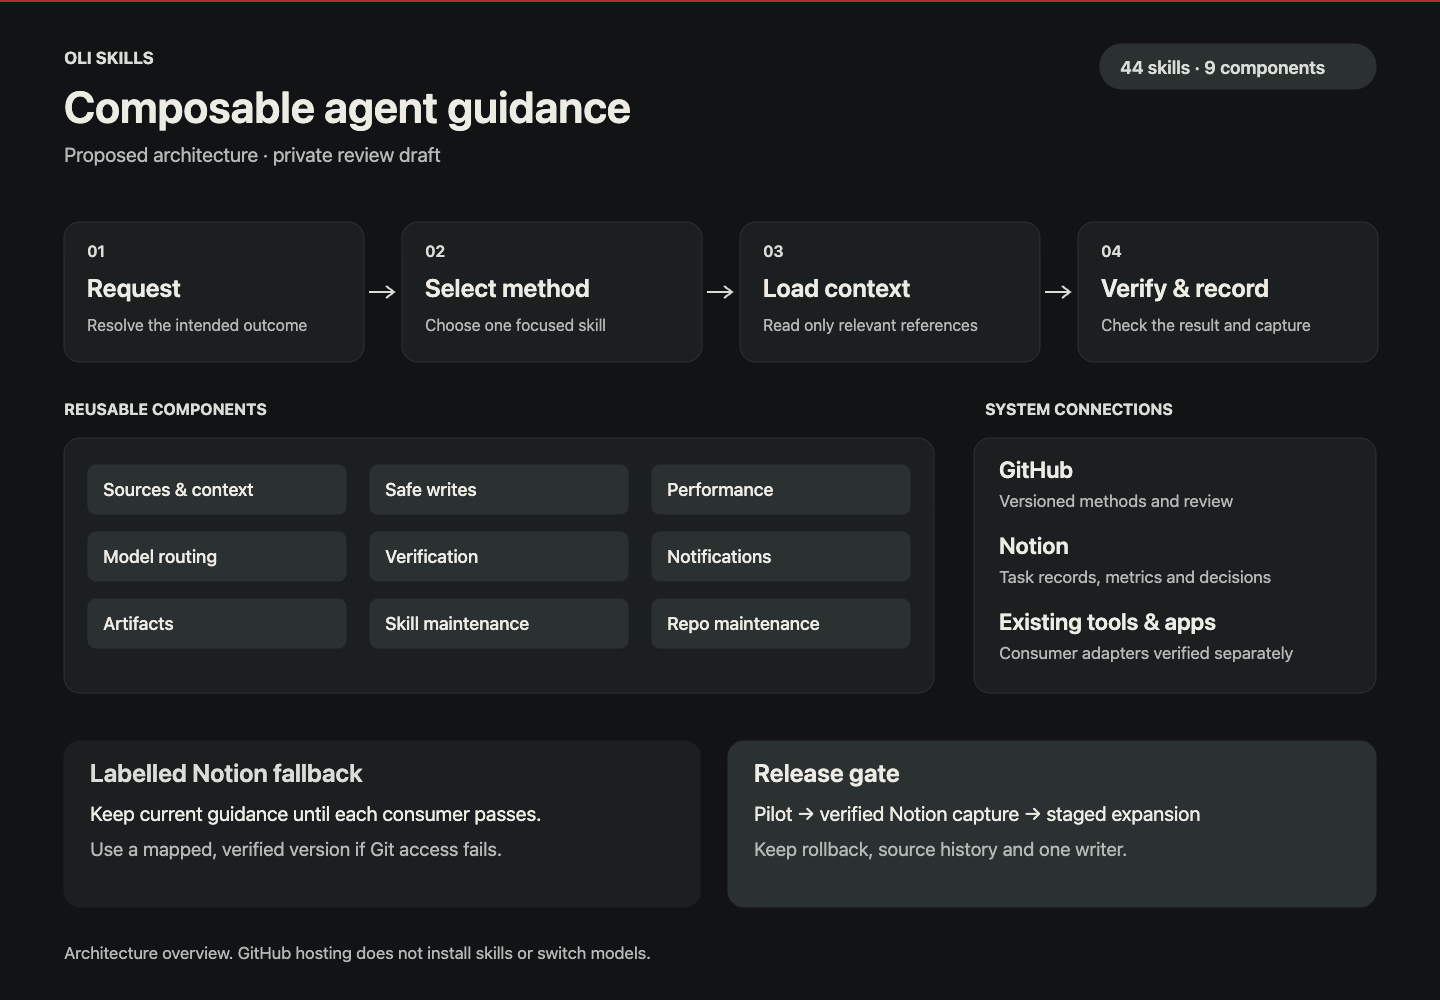 OLI SKILLS
44 skills · 9 components
Composable agent guidance
Proposed architecture · private review draft
01
Request
Resolve the intended outcome
→
02
Select method
Choose one focused skill
→
03
Load context
Read only relevant references
→
04
Verify & record
Check the result and capture
REUSABLE COMPONENTS
Sources & context
Safe writes
Performance
Model routing
Verification
Notifications
Artifacts
Skill maintenance
Repo maintenance
SYSTEM CONNECTIONS
GitHub
Versioned methods and review
Notion
Task records, metrics and decisions
Existing tools & apps
Consumer adapters verified separately
Labelled Notion fallback
Keep current guidance until each consumer passes.
Use a mapped, verified version if Git access fails.
Release gate
Pilot → verified Notion capture → staged expansion
Keep rollback, source history and one writer.
Architecture overview. GitHub hosting does not install skills or switch models.